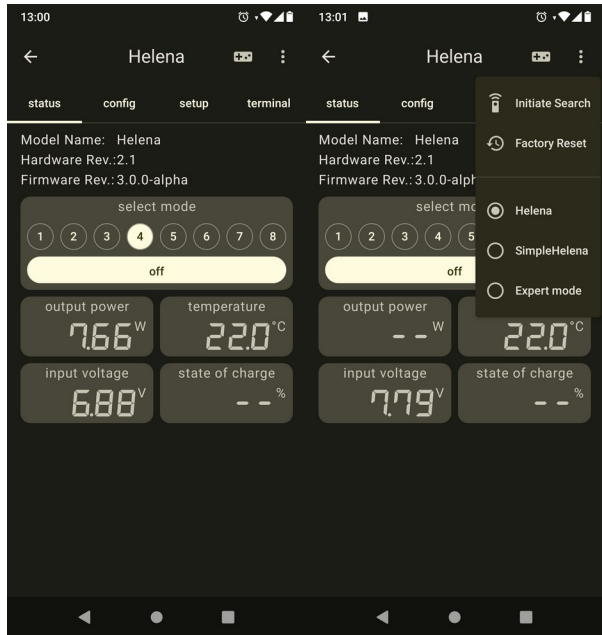 13:00
Helena
status config setup terminal
Model Name: Helena
Hardware Rev.:2.1
Firmware Rev.:3.0.0-alpha
select mode
1 2 3 4 5 6 7 8
off
output power temperature
7.66 W 22.0 °C
input voltage state of charge
6.88 V -- %
13:01
Helena
status config
Initiate Search
Factory Reset
Helena
SimpleHelena
Expert mode
Model Name: Helena
Hardware Rev.:2.1
Firmware Rev.:3.0.0-alph
select mo
1 2 3 4 5
off
output power
-- W 22.0 °C
input voltage state of charge
7.79 V -- %